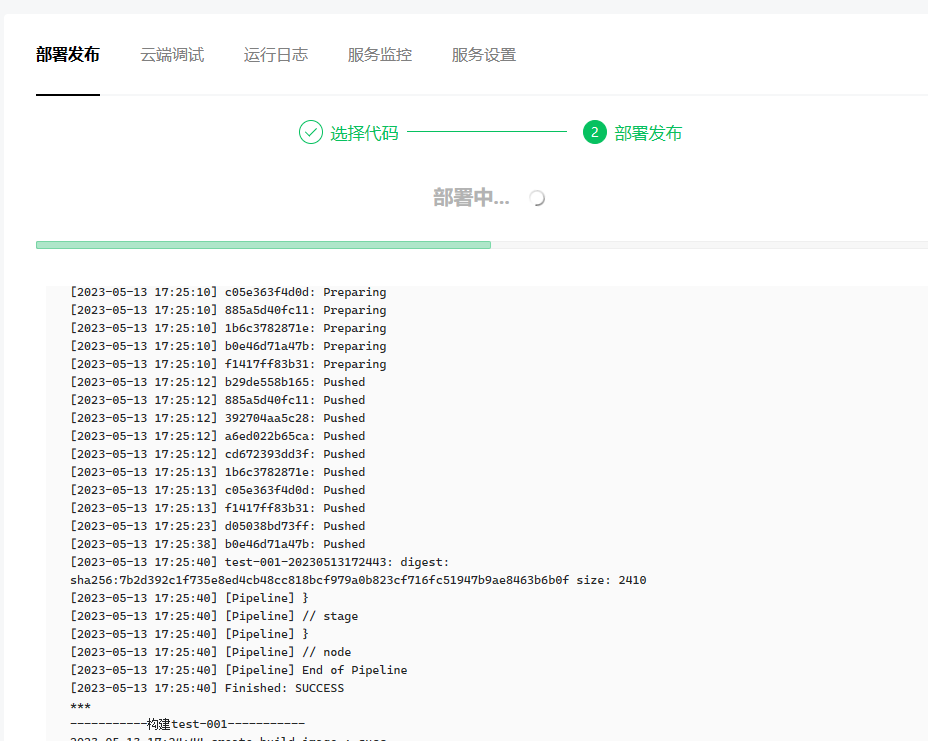 部署发布 云端调试 运行日志 服务监控 服务设置
选择代码 2 部署发布
部署中...
[2023-05-13 17:25:10] c05e363f4d0d: Preparing
[2023-05-13 17:25:10] 885a5d40fc11: Preparing
[2023-05-13 17:25:10] 1b6c3782871e: Preparing
[2023-05-13 17:25:10] b0e46d71a47b: Preparing
[2023-05-13 17:25:10] f1417ff83b31: Preparing
[2023-05-13 17:25:12] b29de558b165: Pushed
[2023-05-13 17:25:12] 885a5d40fc11: Pushed
[2023-05-13 17:25:12] 392704aa5c28: Pushed
[2023-05-13 17:25:12] a6ed022b65ca: Pushed
[2023-05-13 17:25:12] cd672393dd3f: Pushed
[2023-05-13 17:25:13] 1b6c3782871e: Pushed
[2023-05-13 17:25:13] c05e363f4d0d: Pushed
[2023-05-13 17:25:13] f1417ff83b31: Pushed
[2023-05-13 17:25:23] d05038bd73ff: Pushed
[2023-05-13 17:25:38] b0e46d71a47b: Pushed
[2023-05-13 17:25:40] test-001-20230513172443: digest:
sha256:7b2d392c1f735e8ed4cb48cc818bcf979a0b823cf716fc51947b9ae8463b6b0f size: 2410
[2023-05-13 17:25:40] [Pipeline] }
[2023-05-13 17:25:40] [Pipeline] // stage
[2023-05-13 17:25:40] [Pipeline] }
[2023-05-13 17:25:40] [Pipeline] // node
[2023-05-13 17:25:40] [Pipeline] End of Pipeline
[2023-05-13 17:25:40] Finished: SUCCESS
***
-----------构建test-001-----------